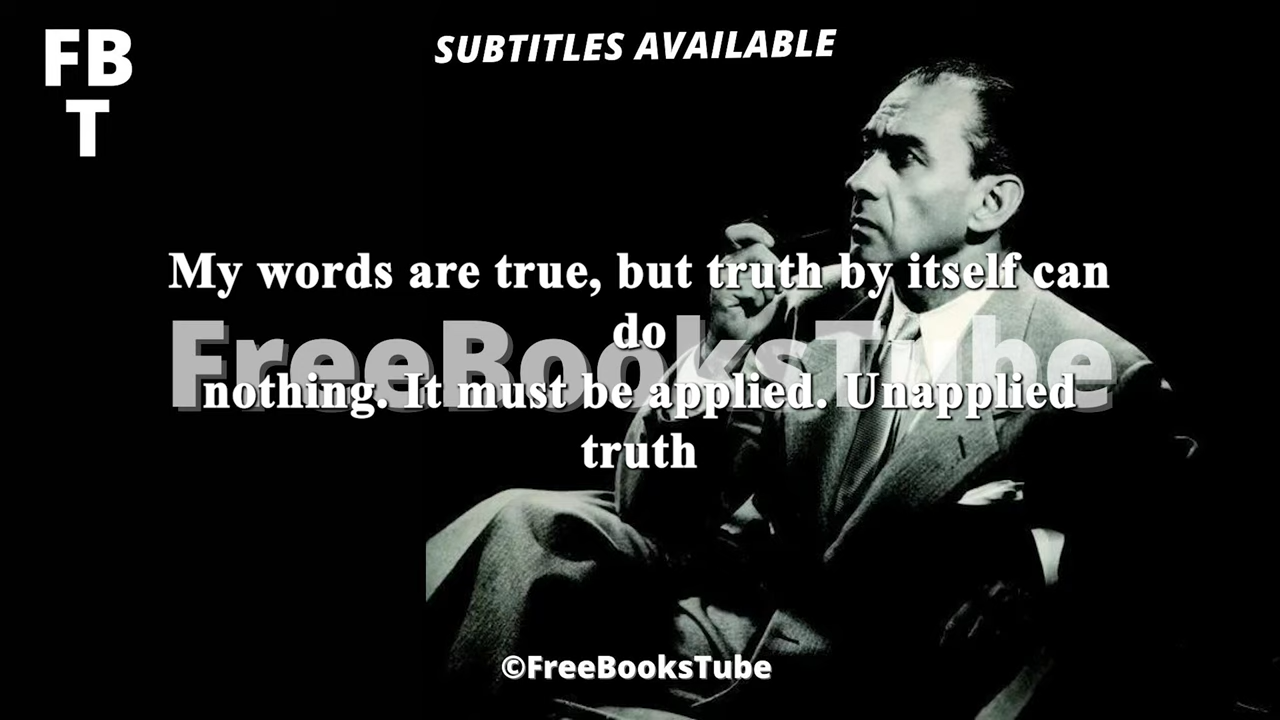 FB
T
SUBTITLES AVAILABLE
My words are true, but truth by itself can
do
FreeBooksTube
nothing. It must be applied. Unapplied
truth
©FreeBooksTube